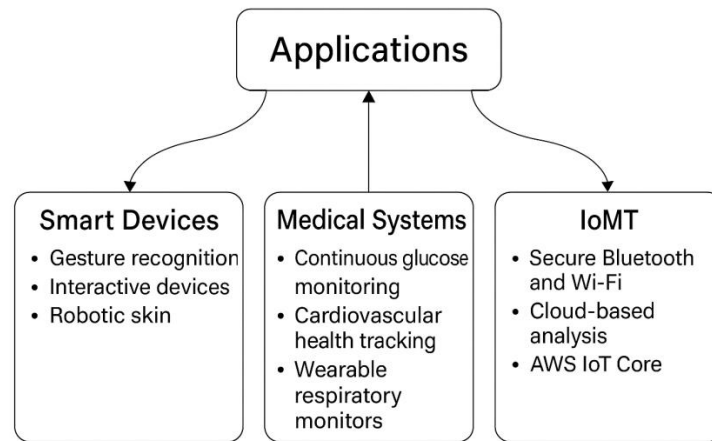 Applications
Smart Devices
• Gesture recognition
• Interactive devices
• Robotic skin
Medical Systems
• Continuous glucose
monitoring
• Cardiovascular
health tracking
• Wearable
respiratory
monitors
IoMT
• Secure Bluetooth
and Wi-Fi
• Cloud-based
analysis
• AWS IoT Core